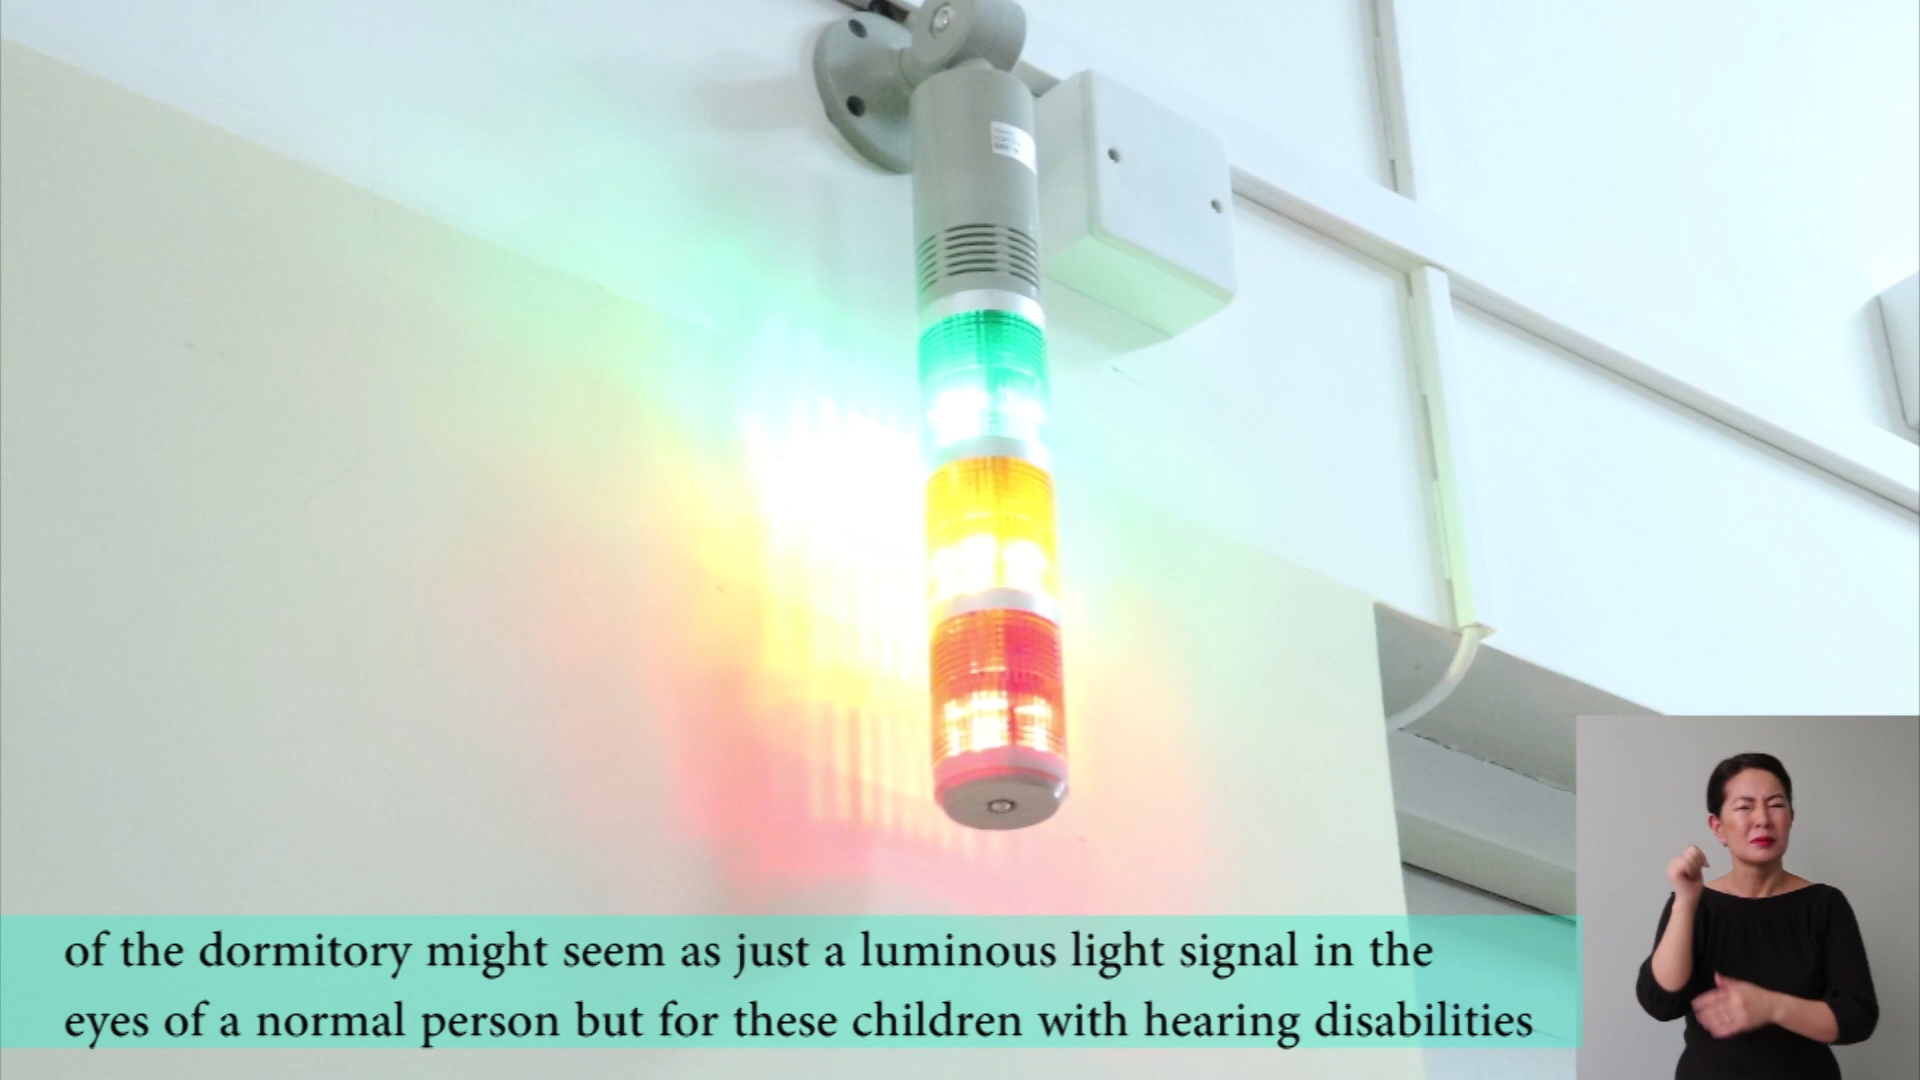 of the dormitory might seem as just a luminous light signal in the
eyes of a normal person but for these children with hearing disabilities